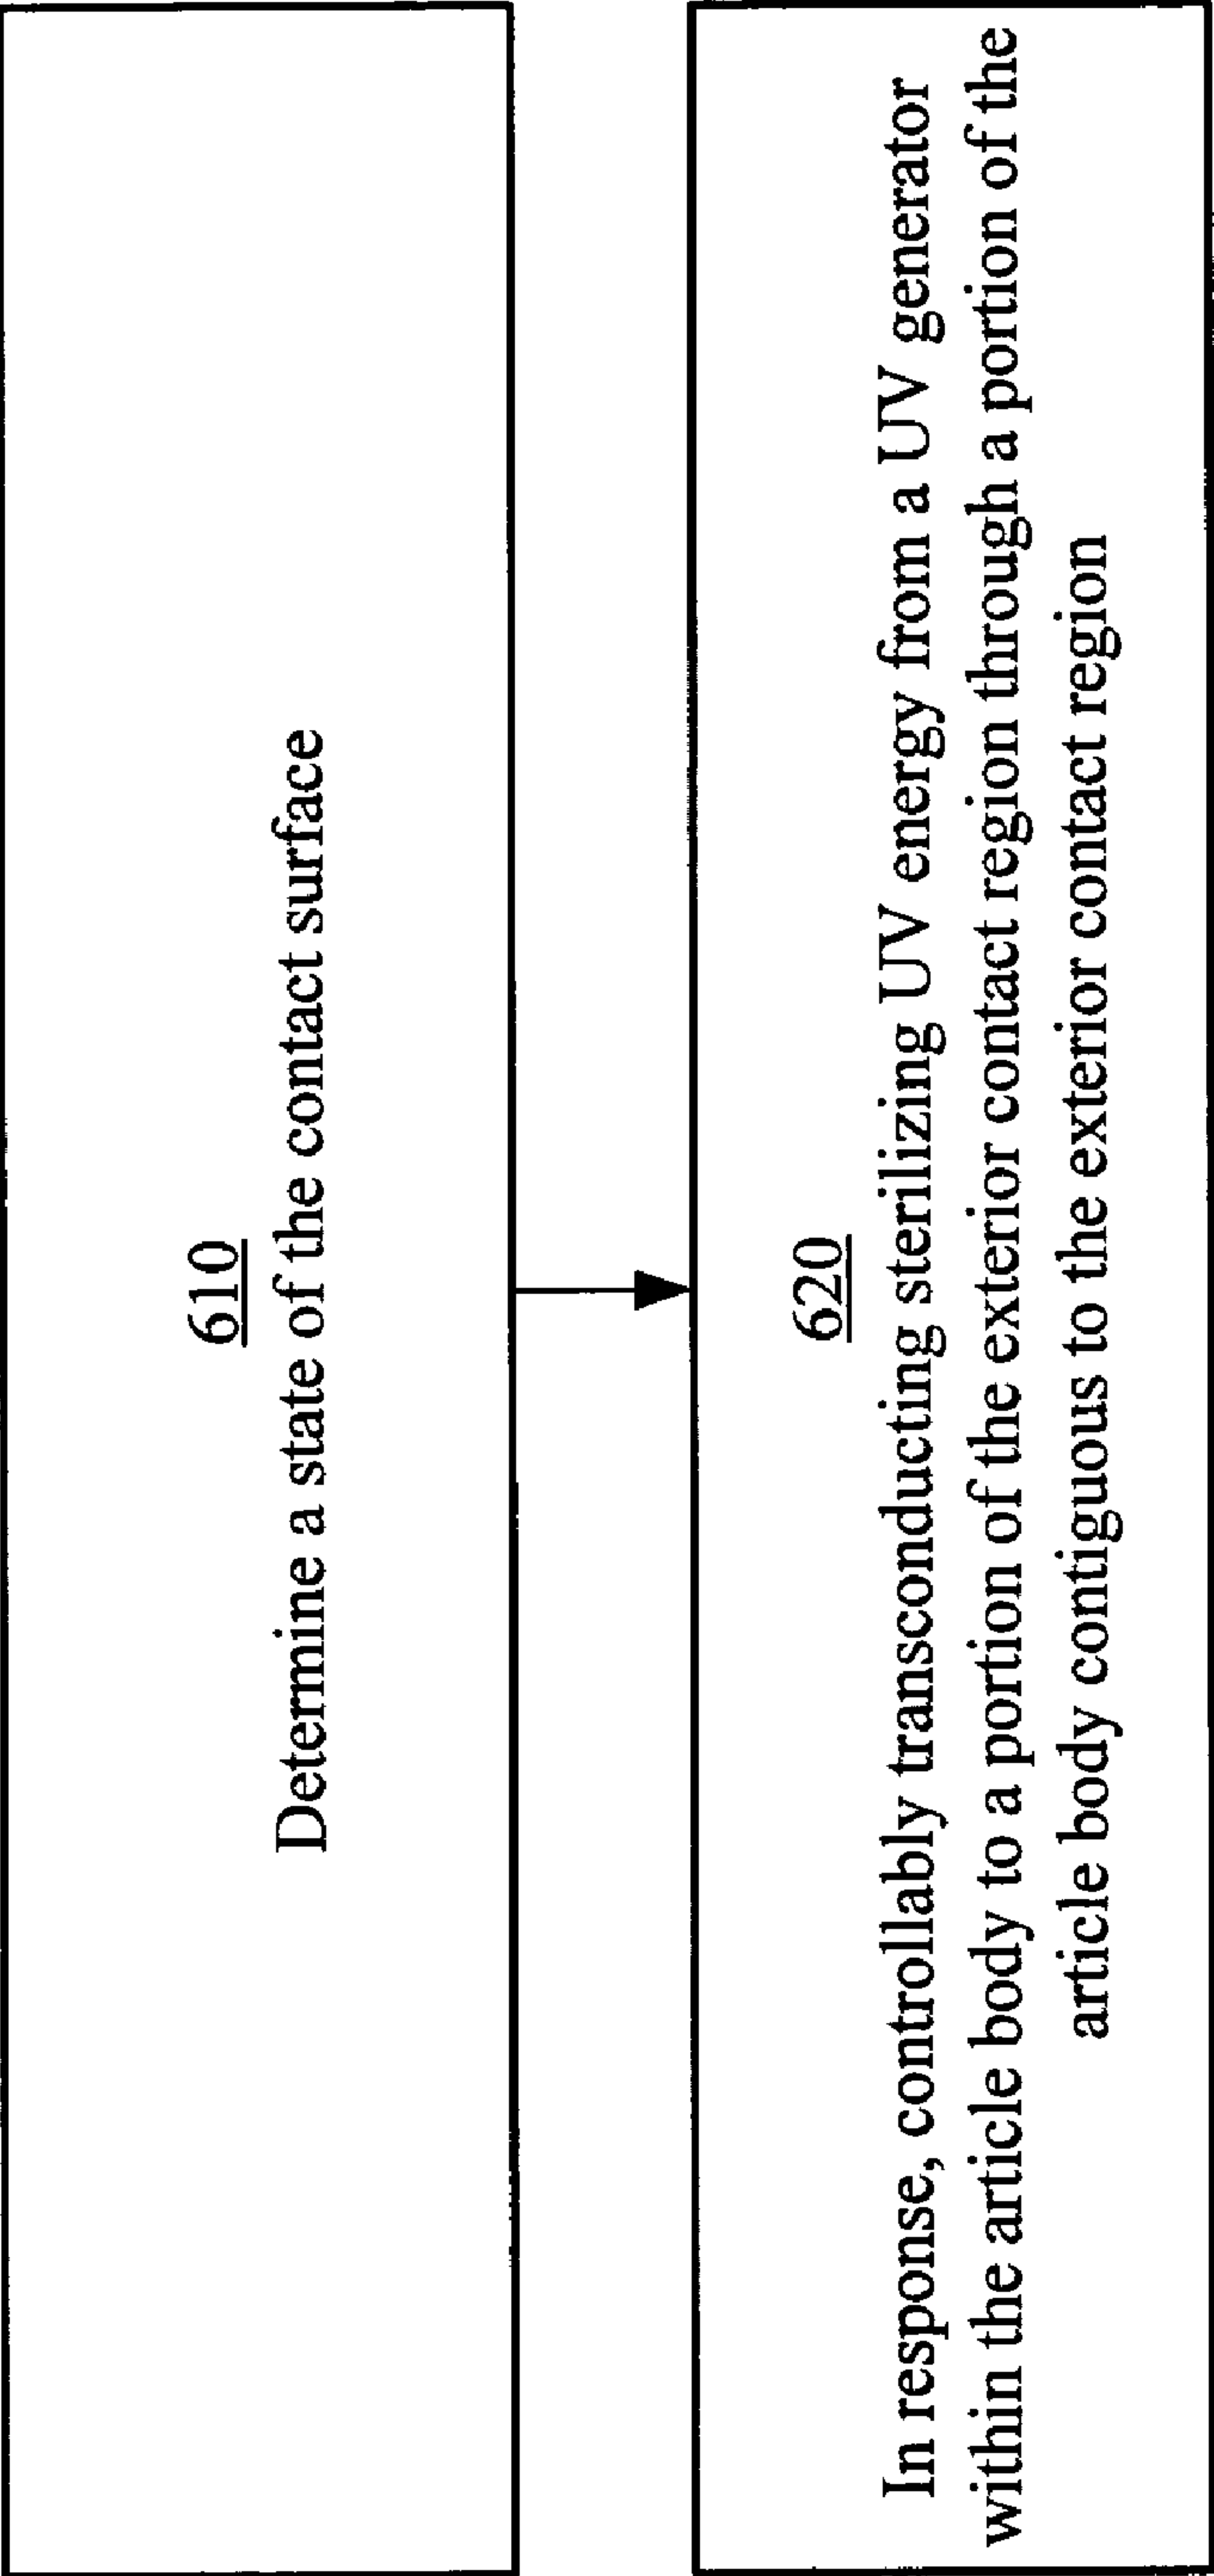 610
Determine a state of the contact surface
620
In response, controllably transconducting sterilizing UV energy from a UV generator
within the article body to a portion of the exterior contact region through a portion of the
article body contiguous to the exterior contact region